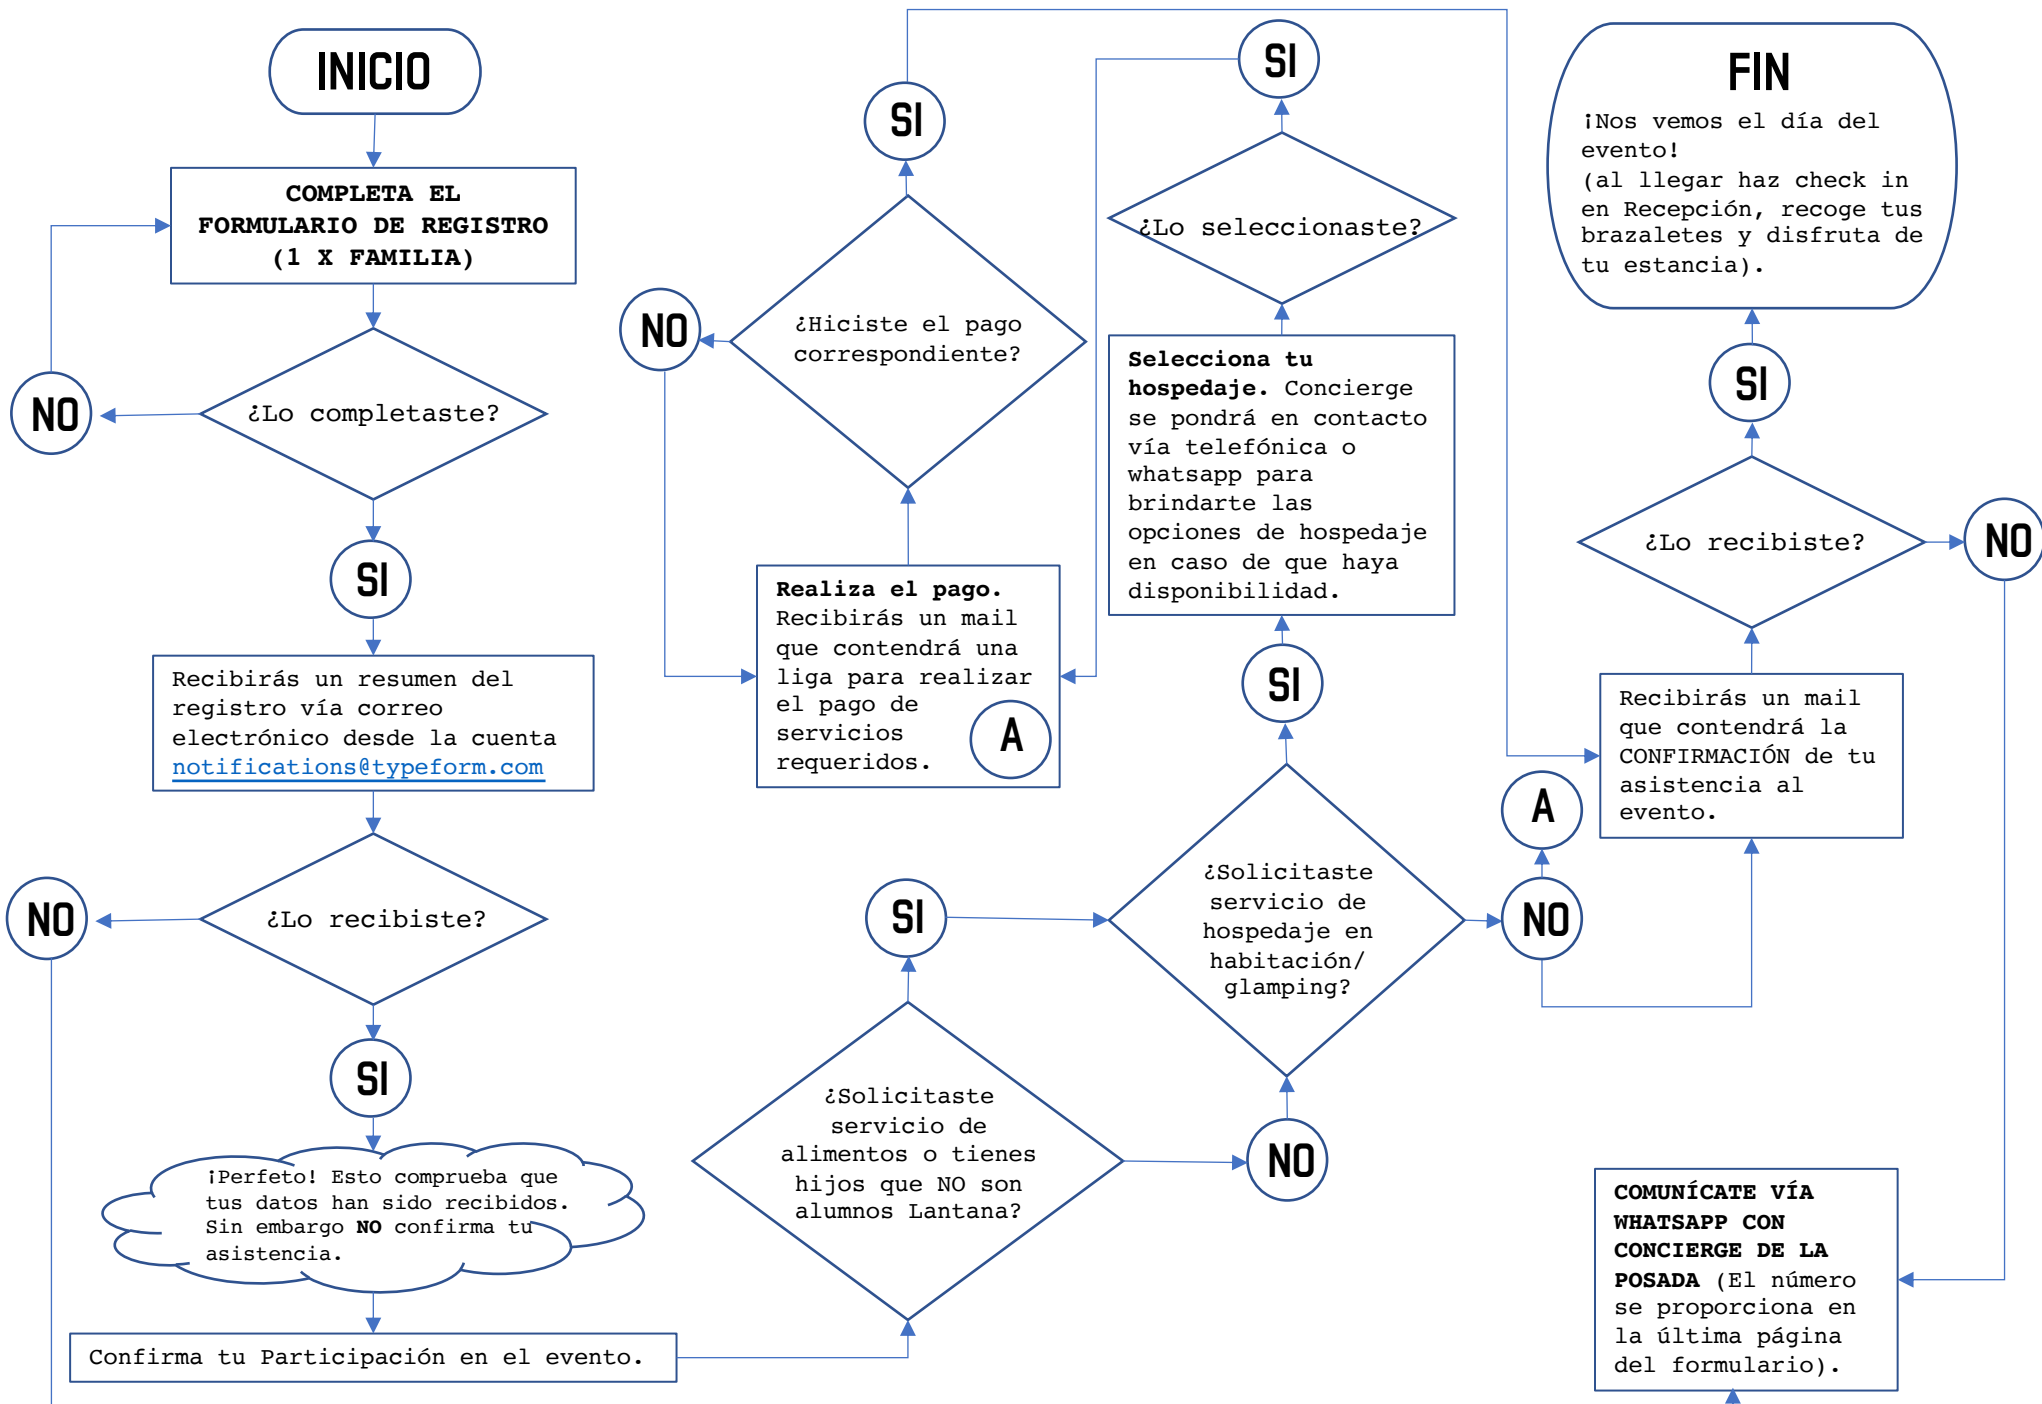 INICIO
COMPLETA EL
FORMULARIO DE REGISTRO
(1 X FAMILIA)
¿Lo completaste?
NO
SI
Recibirás un resumen del
registro vía correo
electrónico desde la cuenta
notifications@typeform.com
¿Lo recibiste?
NO
SI
¡Perfeto! Esto comprueba que
tus datos han sido recibidos.
Sin embargo NO confirma tu
asistencia.
Confirma tu Participación en el evento.
SI
¿Hiciste el pago
correspondiente?
NO
Realiza el pago.
Recibirás un mail
que contendrá una
liga para realizar
el pago de
servicios
requeridos.
A
SI
¿Solicitaste
servicio de
alimentos o tienes
hijos que NO son
alumnos Lantana?
NO
SI
¿Lo seleccionaste?
Selecciona tu
hospedaje. Concierge
se pondrá en contacto
vía telefónica o
whatsapp para
brindarte las
opciones de hospedaje
en caso de que haya
disponibilidad.
SI
¿Solicitaste
servicio de
hospedaje en
habitación/
glamping?
A
NO
FIN
¡Nos vemos el día del
evento!
(al llegar haz check in
en Recepción, recoge tus
brazaletes y disfruta de
tu estancia).
SI
¿Lo recibiste?
NO
Recibirás un mail
que contendrá la
CONFIRMACIÓN de tu
asistencia al
evento.
COMUNÍCATE VÍA
WHATSAPP CON
CONCIERGE DE LA
POSADA (El número
se proporciona en
la última página
del formulario).